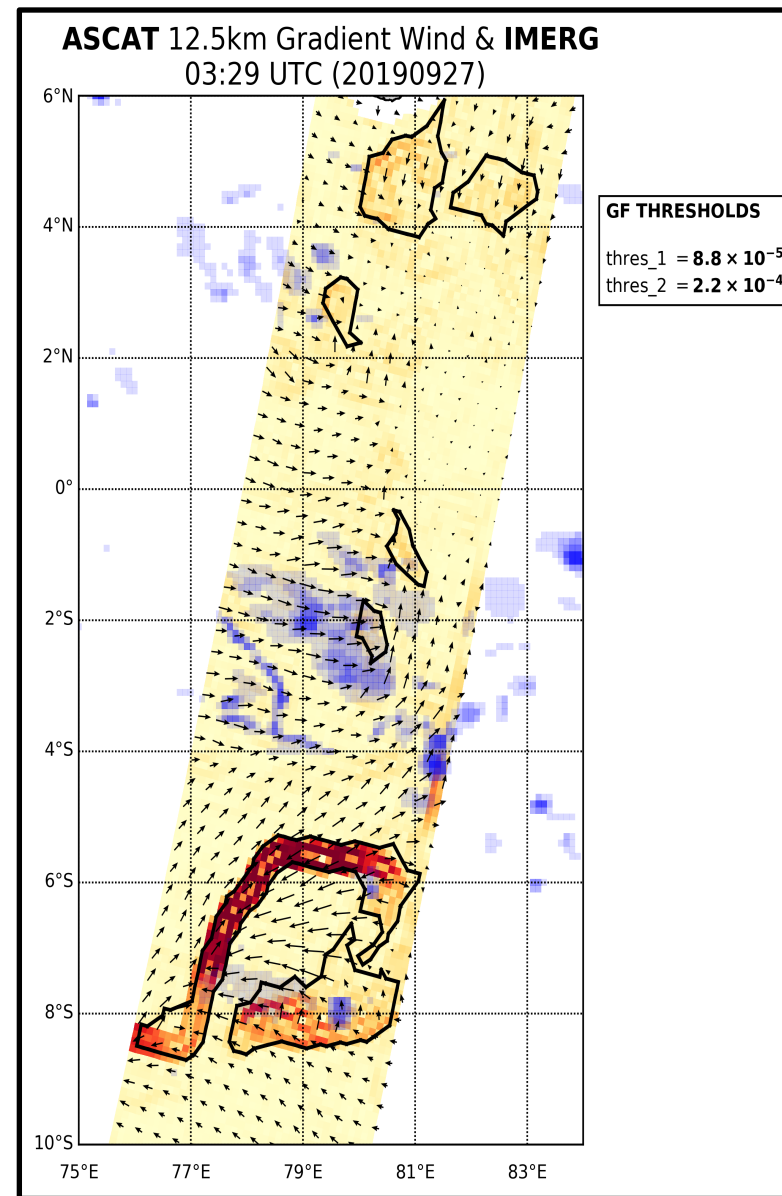 ASCAT 12.5km Gradient Wind & IMERG
03:29 UTC (20190927)
6°N
4°N
2°N
0°
2°S
4°S
6°S
8°S
10°S
75°E 77°E 79°E 81°E 83°E
GF THRESHOLDS
thres_1 = 8.8 × 10⁻⁵
thres_2 = 2.2 × 10⁻⁴